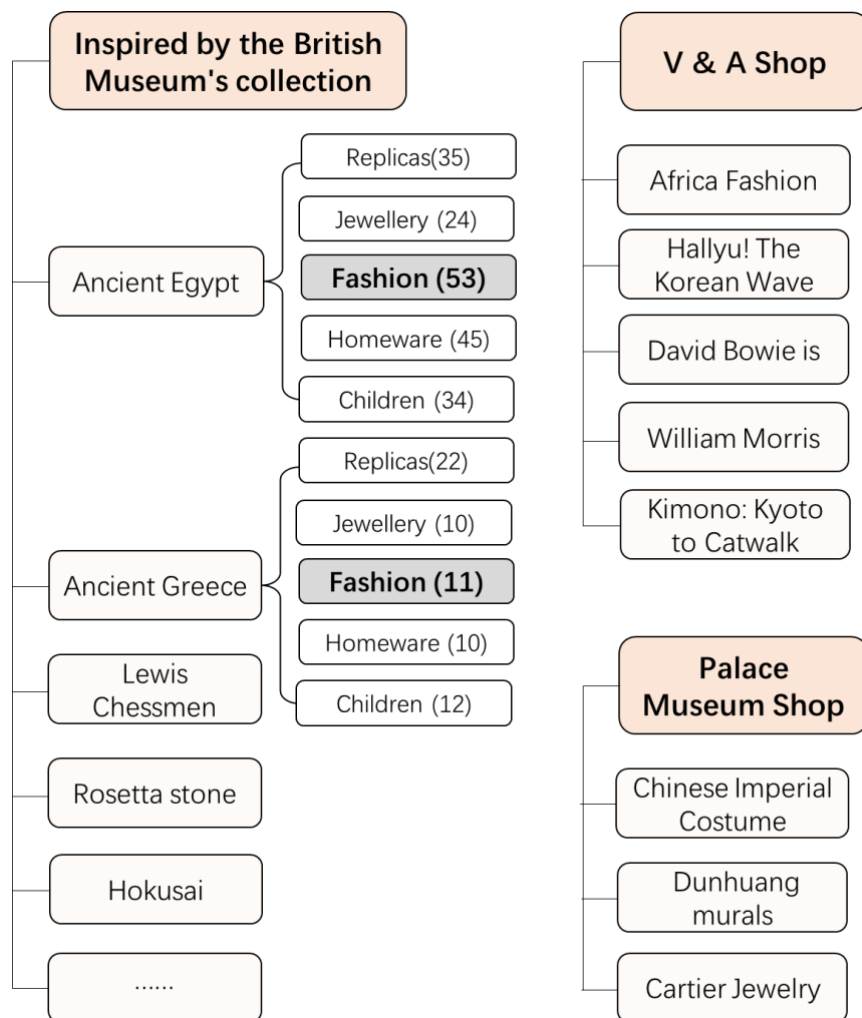 Inspired by the British
Museum's collection
Ancient Egypt
Replicas(35)
Jewellery (24)
Fashion (53)
Homeware (45)
Children (34)
Ancient Greece
Replicas(22)
Jewellery (10)
Fashion (11)
Homeware (10)
Children (12)
Lewis
Chessmen
Rosetta stone
Hokusai
......
V & A Shop
Africa Fashion
Hallyu! The
Korean Wave
David Bowie is
William Morris
Kimono: Kyoto
to Catwalk
Palace
Museum Shop
Chinese Imperial
Costume
Dunhuang
murals
Cartier Jewelry